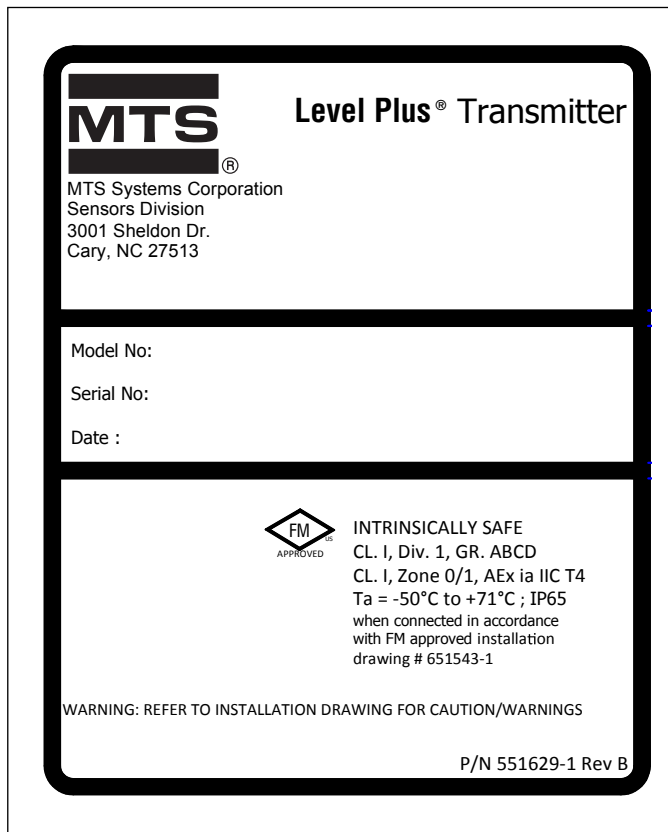 MTS
®
Level Plus® Transmitter
MTS Systems Corporation
Sensors Division
3001 Sheldon Dr.
Cary, NC 27513
Model No:
Serial No:
Date :
FM
US
APPROVED
INTRINSICALLY SAFE
CL. I, Div. 1, GR. ABCD
CL. I, Zone 0/1, AEx ia IIC T4
Ta = -50°C to +71°C ; IP65
when connected in accordance
with FM approved installation
drawing # 651543-1
WARNING: REFER TO INSTALLATION DRAWING FOR CAUTION/WARNINGS
P/N 551629-1 Rev B